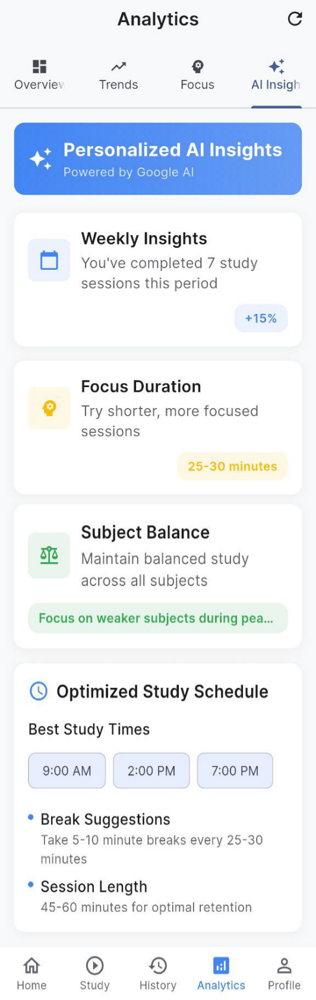 Analytics
Overview
Trends
Focus
AI Insigh
Personalized AI Insights
Powered by Google AI
Weekly Insights
You've completed 7 study
sessions this period
+15%
Focus Duration
Try shorter, more focused
sessions
25-30 minutes
Subject Balance
Maintain balanced study
across all subjects
Focus on weaker subjects during pea...
Optimized Study Schedule
Best Study Times
9:00 AM 2:00 PM 7:00 PM
Break Suggestions
Take 5-10 minute breaks every 25-30
minutes
Session Length
45-60 minutes for optimal retention
Home Study History Analytics Profile